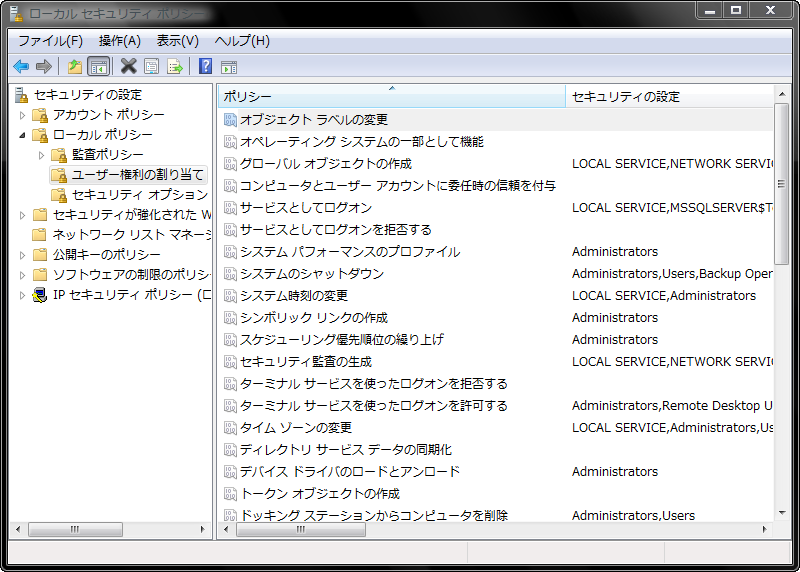 ローカル セキュリティ ポリシー
ファイル(F) 操作(A) 表示(V) ヘルプ(H)
セキュリティの設定
アカウント ポリシー
ローカル ポリシー
監査ポリシー
ユーザー権利の割り当て
セキュリティ オプション
セキュリティが強化された W
ネットワーク リスト マネージ
公開キーのポリシー
ソフトウェアの制限のポリシ
IP セキュリティ ポリシー (ロ
ポリシー セキュリティの設定
オブジェクト ラベルの変更
オペレーティング システムの一部として機能
グローバル オブジェクトの作成 LOCAL SERVICE,NETWORK SERVIC
コンピュータとユーザー アカウントに委任時の信頼を付与
サービスとしてログオン LOCAL SERVICE,MSSQLSERVER$T
サービスとしてログオンを拒否する
システム パフォーマンスのプロファイル Administrators
システムのシャットダウン Administrators,Users,Backup Oper
システム時刻の変更 LOCAL SERVICE,Administrators
シンボリック リンクの作成 Administrators
スケジューリング優先順位の繰り上げ Administrators
セキュリティ監査の生成 LOCAL SERVICE,NETWORK SERVIC
ターミナル サービスを使ったログオンを拒否する
ターミナル サービスを使ったログオンを許可する Administrators,Remote Desktop U
タイム ゾーンの変更 LOCAL SERVICE,Administrators,Us
ディレクトリ サービス データの同期化
デバイス ドライバのロードとアンロード Administrators
トークン オブジェクトの作成
ドッキング ステーションからコンピュータを削除 Administrators,Users